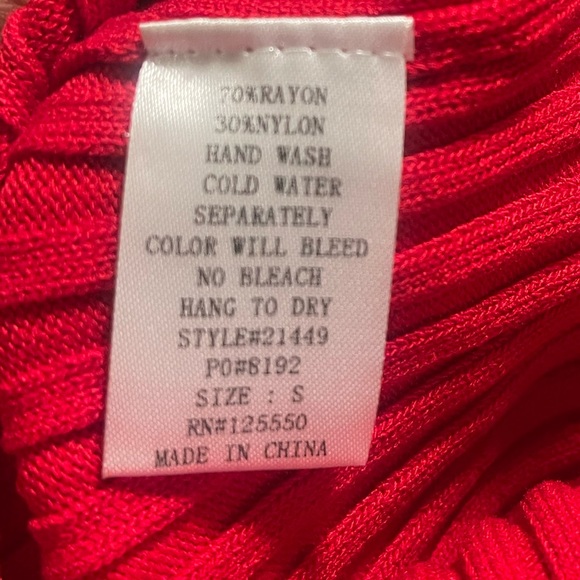 70%RAYON
30%NYLON
HAND WASH
COLD WATER
SEPARATELY
COLOR WILL BLEED
NO BLEACH
HANG TO DRY
STYLE#21449
PO#8192
SIZE : S
RN#125550
MADE IN CHINA